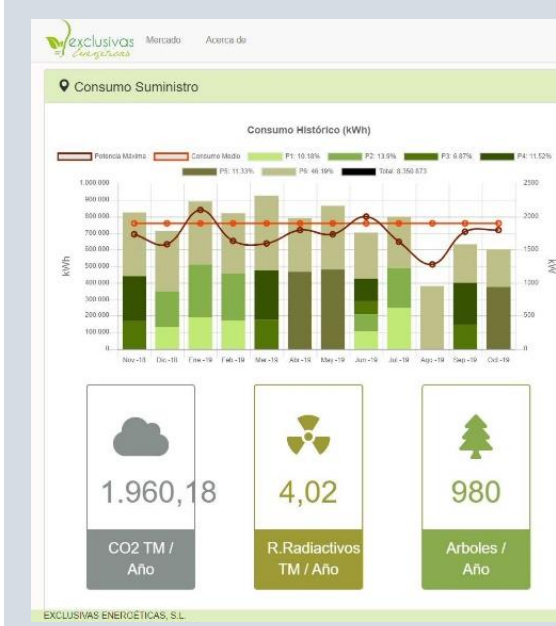 exclusivas
energéticas
Mercado Acerca de
Consumo Suministro
Consumo Histórico (kWh)
Potencia Máxima Consumo Medio P1: 10.18% P2: 13.9% P3: 6.87% P4: 11.52%
P5: 11.33% P6: 46.19% Total: 8.350.673
1.000.000 2500
900.000
800.000 2000
700.000
600.000 1500
500.000
400.000 1000
300.000
200.000 500
100.000
0 0
kWh
kW
Nov.-18 Dic.-18 Ene.-19 Feb.-19 Mar.-19 Abr.-19 May.-19 Jun.-19 Jul.-19 Ago.-19 Sep.-19 Oct.-19
1.960,18 4,02 980
CO2 TM / Año
R.Radiactivos TM / Año
Arboles / Año
EXCLUSIVAS ENERGÉTICAS, S.L.